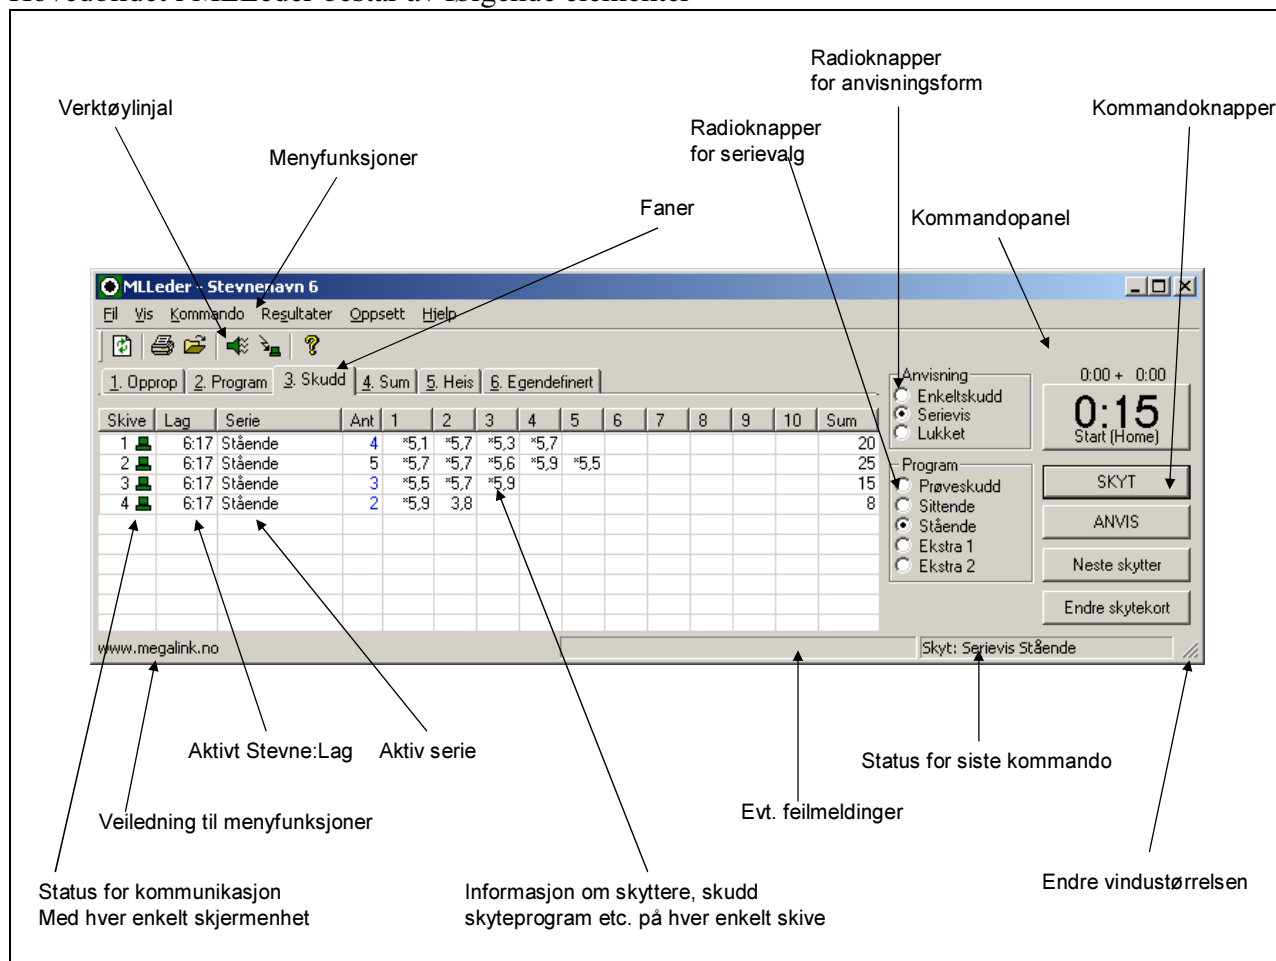 Hovedbildet i MLLeder består av følgende elementer
Radioknapper
for anvisningsform
Verktøylinjal
Kommandoknapper
Radioknapper
for serievalg
Menyfunksjoner
Faner
Kommandopanel
MLLeder - Stevnenavn 6
Fil Vis Kommando Resultater Oppsett Hjelp
1. Opprop 2. Program 3. Skudd 4. Sum 5. Heis 6. Egendefinert
Skive Lag Serie Ant 1 2 3 4 5 6 7 8 9 10 Sum
1 6:17 Stående 4 *5,1 *5,7 *5,3 *5,7 20
2 6:17 Stående 5 *5,7 *5,7 *5,6 *5,9 *5,5 25
3 6:17 Stående 3 *5,5 *5,7 *5,9 15
4 6:17 Stående 2 *5,9 3,8 8
Anvisning
Enkeltskudd
Serievis
Lukket
Program
Prøveskudd
Sittende
Stående
Ekstra 1
Ekstra 2
0:00 + 0:00
0:15
Start (Home)
SKYT
ANVIS
Neste skytter
Endre skytekort
www.megalink.no
Skyt: Serievis Stående
Aktivt Stevne:Lag
Aktiv serie
Status for siste kommando
Veiledning til menyfunksjoner
Evt. feilmeldinger
Status for kommunikasjon
Med hver enkelt skjermenhet
Informasjon om skyttere, skudd
skyteprogram etc. på hver enkelt skive
Endre vindustørrelsen